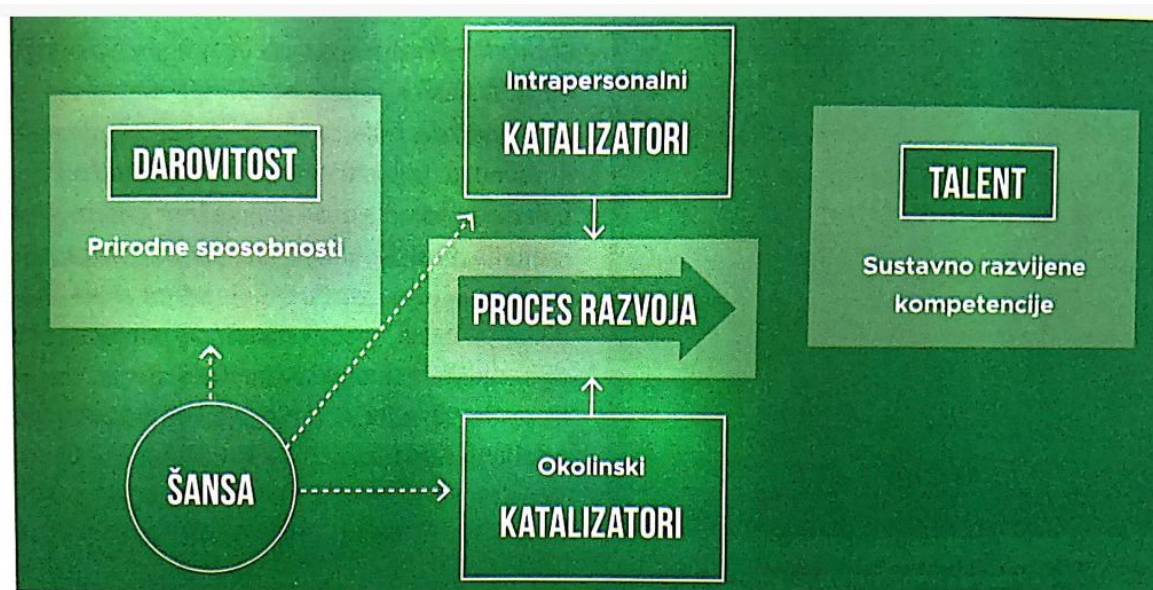 DAROVITOST
Prirodne sposobnosti
ŠANSA
Intrapersonalni
KATALIZATORI
PROCES RAZVOJA
Okolinski
KATALIZATORI
TALENT
Sustavno razvijene
kompetencije